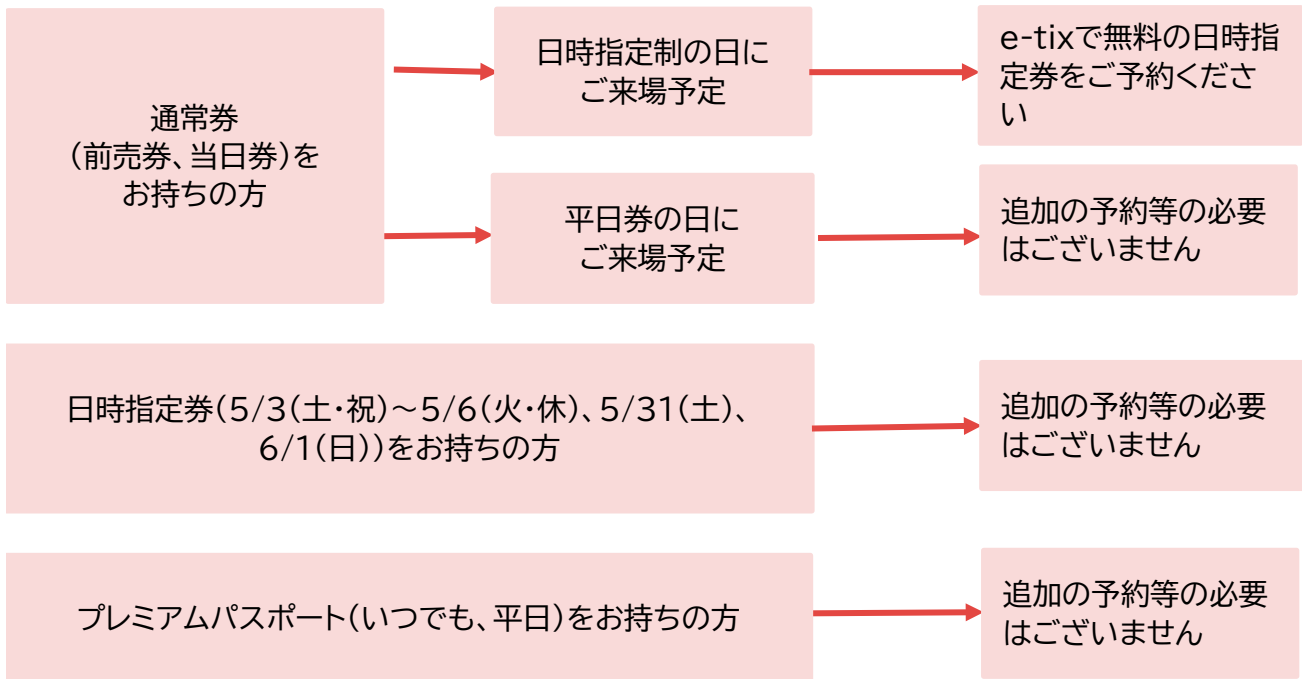 通常券
(前売券、当日券)を
お持ちの方
日時指定制の日に
ご来場予定
e-tixで無料の日時指
定券をご予約くださ
い
平日券の日に
ご来場予定
追加の予約等の必要
はございません
日時指定券(5/3(土・祝)～5/6(火・休)、5/31(土)、
6/1(日))をお持ちの方
追加の予約等の必要
はございません
プレミアムパスポート(いつでも、平日)をお持ちの方
追加の予約等の必要
はございません